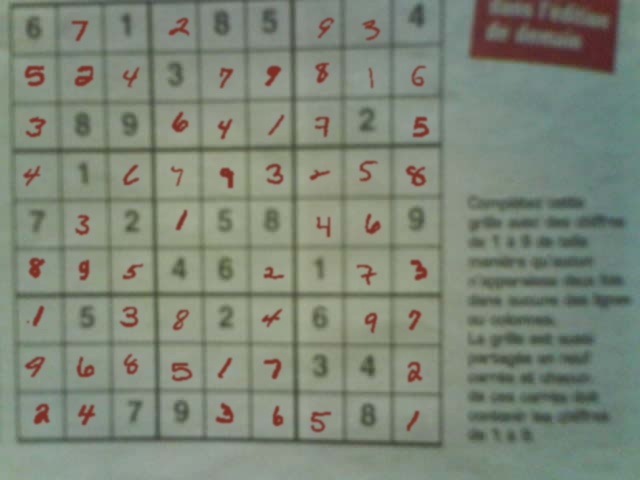 dans l'édition
de demain
6 7 1 2 8 5 9 3 4
5 2 4 3 7 9 8 1 6
3 8 9 6 4 1 7 2 5
4 1 6 7 9 3 2 5 8
7 3 2 1 5 8 4 6 9
8 9 5 4 6 2 1 7 3
1 5 3 8 2 4 6 9 7
9 6 8 5 1 7 3 4 2
2 4 7 9 3 6 5 8 1
Complétez cette
grille avec des chiffres
de 1 à 9 de telle
manière qu'aucun
n'apparaisse deux fois
dans aucune des lignes
ou colonnes.
La grille est aussi
partagée en neuf
carrés et chacun
de ces carrés doit
contenir les chiffres
de 1 à 9.